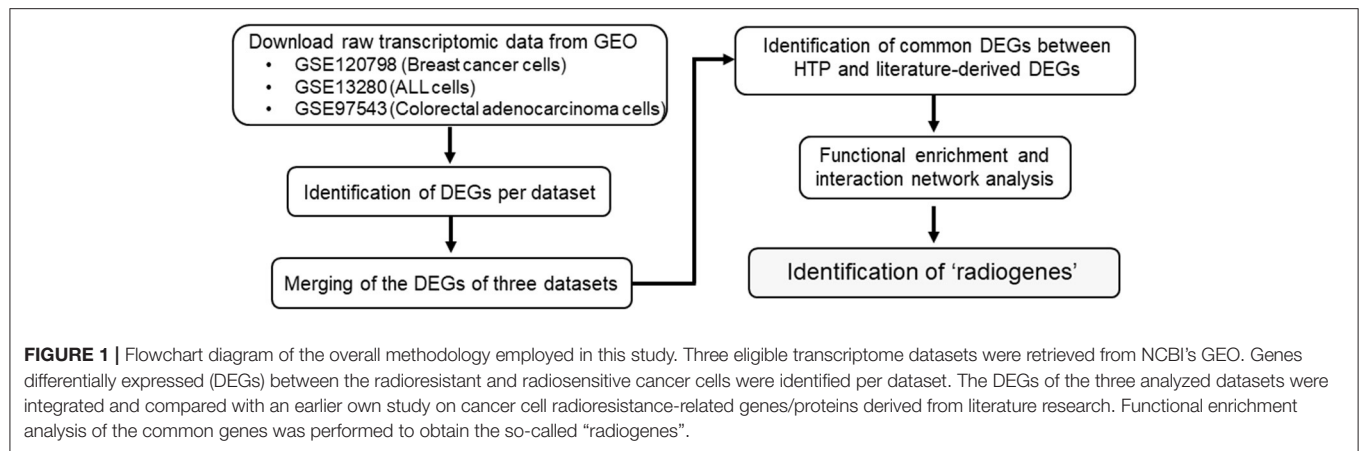 Download raw transcriptomic data from GEO
• GSE120798 (Breast cancer cells)
• GSE13280 (ALL cells)
• GSE97543 (Colorectal adenocarcinoma cells)
Identification of DEGs per dataset
Merging of the DEGs of three datasets
Identification of common DEGs between
HTP and literature-derived DEGs
Functional enrichment and
interaction network analysis
Identification of ‘radiogenes’
FIGURE 1 | Flowchart diagram of the overall methodology employed in this study. Three eligible transcriptome datasets were retrieved from NCBI's GEO. Genes
differentially expressed (DEGs) between the radioresistant and radiosensitive cancer cells were identified per dataset. The DEGs of the three analyzed datasets were
integrated and compared with an earlier own study on cancer cell radioresistance-related genes/proteins derived from literature research. Functional enrichment
analysis of the common genes was performed to obtain the so-called “radiogenes”.